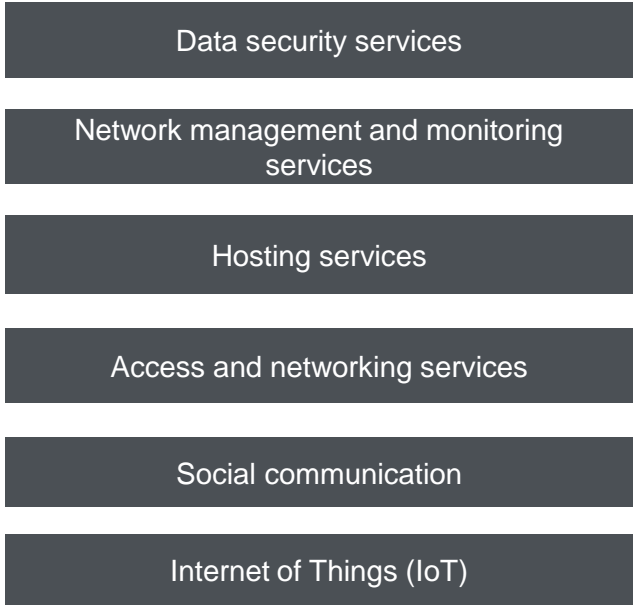 Data security services
Network management and monitoring
services
Hosting services
Access and networking services
Social communication
Internet of Things (IoT)